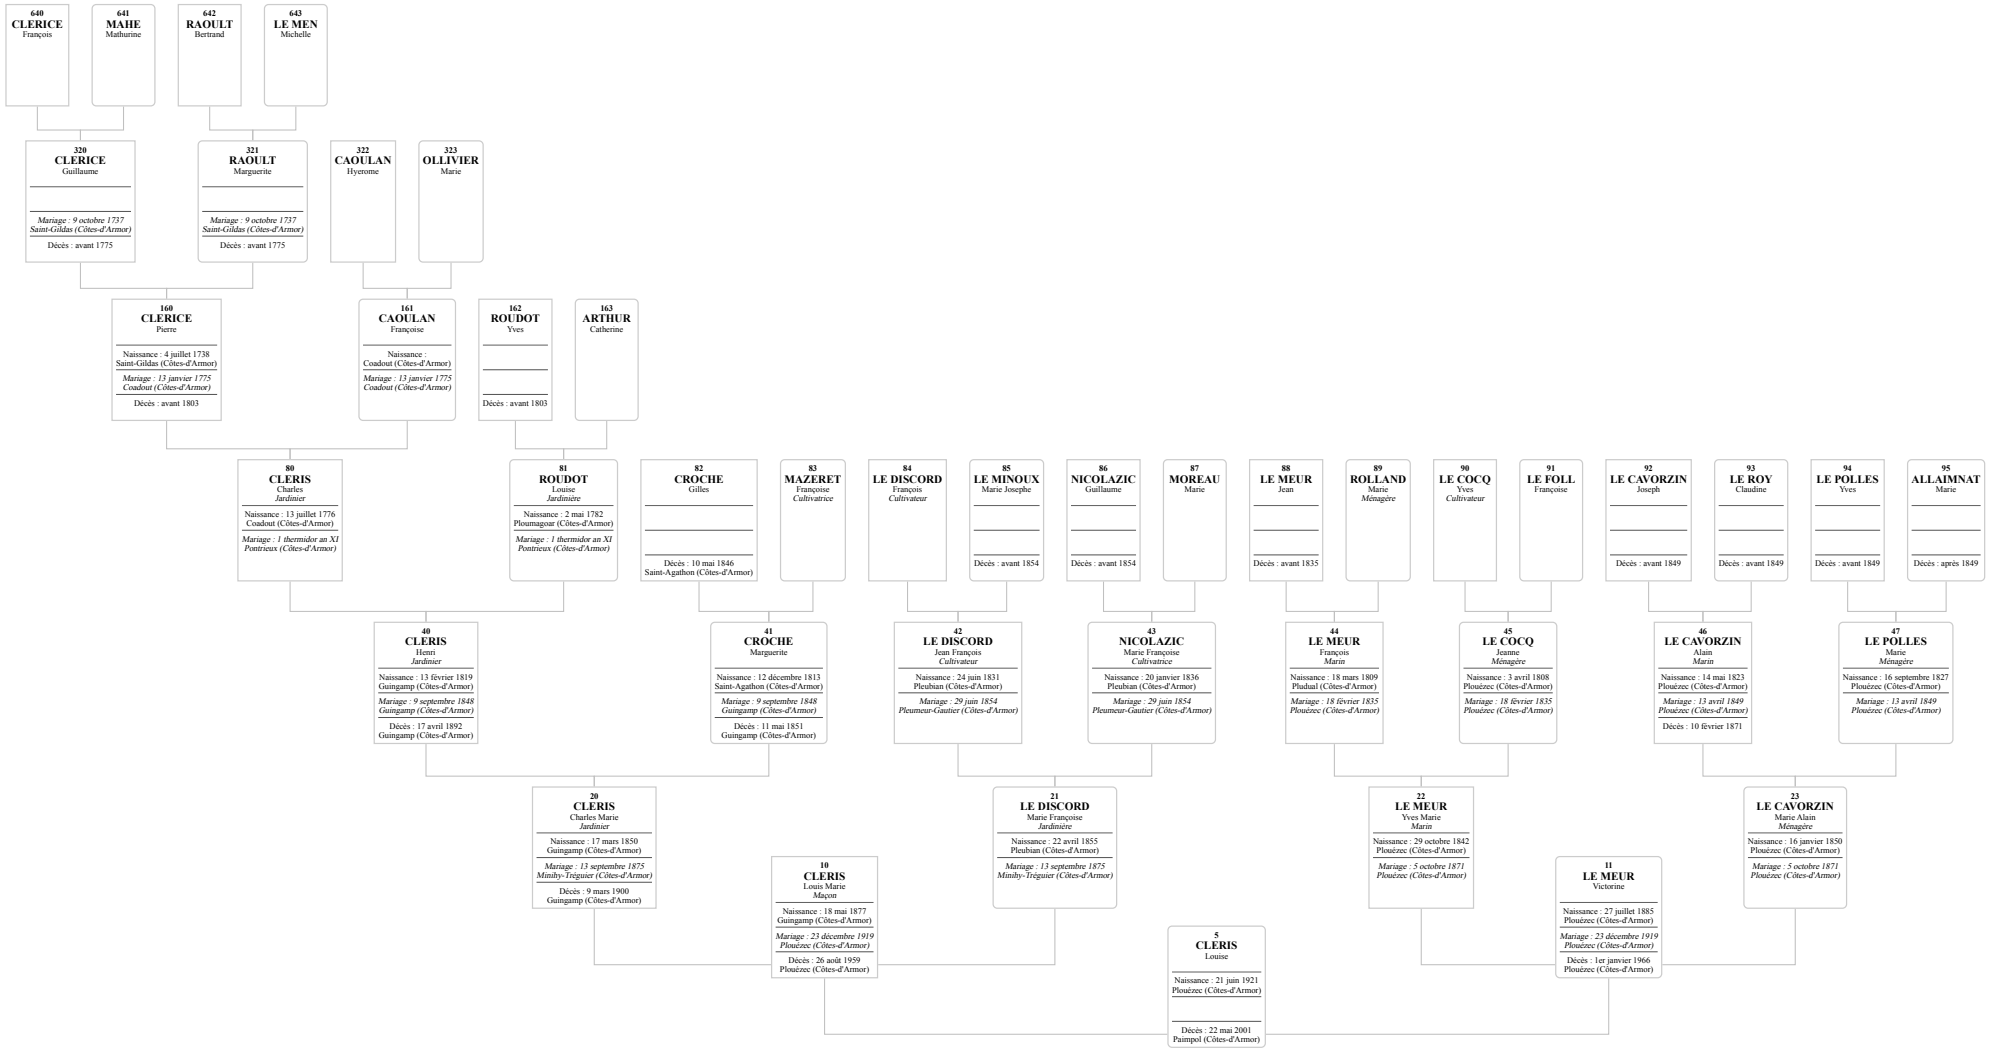 640
CLERICE
François
641
MAHE
Mathurine
642
RAOULT
Bertrand
643
LE MEN
Michelle
320
CLERICE
Guillaume
Mariage : 9 octobre 1737
Saint-Gildas (Côtes-d'Armor)
Décès : avant 1775
321
RAOULT
Marguerite
Mariage : 9 octobre 1737
Saint-Gildas (Côtes-d'Armor)
Décès : avant 1775
322
CAOULAN
Hyerome
323
OLLIVIER
Marie
160
CLERICE
Pierre
Naissance : 4 juillet 1738
Saint-Gildas (Côtes-d'Armor)
Mariage : 13 janvier 1775
Coadout (Côtes-d'Armor)
Décès : avant 1803
161
CAOULAN
Françoise
Naissance :
Coadout (Côtes-d'Armor)
Mariage : 13 janvier 1775
Coadout (Côtes-d'Armor)
162
ROUDOT
Yves
Décès : avant 1803
163
ARTHUR
Catherine
80
CLERIS
Charles
Jardinier
Naissance : 13 juillet 1776
Coadout (Côtes-d'Armor)
Mariage : 1 thermidor an XI
Pontrieux (Côtes-d'Armor)
81
ROUDOT
Louise
Jardinière
Naissance : 2 mai 1782
Ploumagoar (Côtes-d'Armor)
Mariage : 1 thermidor an XI
Pontrieux (Côtes-d'Armor)
82
CROCHE
Gilles
Décès : 10 mai 1846
Saint-Agathon (Côtes-d'Armor)
83
MAZERET
Françoise
Cultivatrice
84
LE DISCORD
François
Cultivateur
85
LE MINOUX
Marie Josephe
Décès : avant 1854
86
NICOLAZIC
Guillaume
Décès : avant 1854
87
MOREAU
Marie
88
LE MEUR
Jean
Décès : avant 1835
89
ROLLAND
Marie
Ménagère
90
LE COCQ
Yves
Cultivateur
91
LE FOLL
Françoise
92
LE CAVORZIN
Joseph
Décès : avant 1849
93
LE ROY
Claudine
Décès : avant 1849
94
LE POLLES
Yves
Décès : avant 1849
95
ALLAIMNAT
Marie
Décès : après 1849
40
CLERIS
Henri
Jardinier
Naissance : 13 février 1819
Guingamp (Côtes-d'Armor)
Mariage : 9 septembre 1848
Guingamp (Côtes-d'Armor)
Décès : 17 avril 1892
Guingamp (Côtes-d'Armor)
41
CROCHE
Marguerite
Naissance : 12 décembre 1813
Saint-Agathon (Côtes-d'Armor)
Mariage : 9 septembre 1848
Guingamp (Côtes-d'Armor)
Décès : 11 mai 1851
Guingamp (Côtes-d'Armor)
42
LE DISCORD
Jean François
Cultivateur
Naissance : 24 juin 1831
Pleubian (Côtes-d'Armor)
Mariage : 29 juin 1854
Pleumeur-Gautier (Côtes-d'Armor)
43
NICOLAZIC
Marie Françoise
Cultivatrice
Naissance : 20 janvier 1836
Pleubian (Côtes-d'Armor)
Mariage : 29 juin 1854
Pleumeur-Gautier (Côtes-d'Armor)
44
LE MEUR
François
Marin
Naissance : 18 mars 1809
Pludual (Côtes-d'Armor)
Mariage : 18 février 1835
Plouézec (Côtes-d'Armor)
45
LE COCQ
Jeanne
Ménagère
Naissance : 3 avril 1808
Plouézec (Côtes-d'Armor)
Mariage : 18 février 1835
Plouézec (Côtes-d'Armor)
46
LE CAVORZIN
Alain
Marin
Naissance : 14 mai 1823
Plouézec (Côtes-d'Armor)
Mariage : 13 avril 1849
Plouézec (Côtes-d'Armor)
Décès : 10 février 1871
47
LE POLLES
Marie
Ménagère
Naissance : 16 septembre 1827
Plouézec (Côtes-d'Armor)
Mariage : 13 avril 1849
Plouézec (Côtes-d'Armor)
20
CLERIS
Charles Marie
Jardinier
Naissance : 17 mars 1850
Guingamp (Côtes-d'Armor)
Mariage : 13 septembre 1875
Minihy-Tréguier (Côtes-d'Armor)
Décès : 9 mars 1900
Guingamp (Côtes-d'Armor)
21
LE DISCORD
Marie Françoise
Jardinière
Naissance : 22 avril 1855
Pleubian (Côtes-d'Armor)
Mariage : 13 septembre 1875
Minihy-Tréguier (Côtes-d'Armor)
22
LE MEUR
Yves Marie
Marin
Naissance : 29 octobre 1842
Plouézec (Côtes-d'Armor)
Mariage : 5 octobre 1871
Plouézec (Côtes-d'Armor)
23
LE CAVORZIN
Marie Alain
Ménagère
Naissance : 16 janvier 1850
Plouézec (Côtes-d'Armor)
Mariage : 5 octobre 1871
Plouézec (Côtes-d'Armor)
10
CLERIS
Louis Marie
Maçon
Naissance : 18 mai 1877
Guingamp (Côtes-d'Armor)
Mariage : 23 décembre 1919
Plouézec (Côtes-d'Armor)
Décès : 26 août 1959
Plouézec (Côtes-d'Armor)
11
LE MEUR
Victorine
Naissance : 27 juillet 1885
Plouézec (Côtes-d'Armor)
Mariage : 23 décembre 1919
Plouézec (Côtes-d'Armor)
Décès : 1er janvier 1966
Plouézec (Côtes-d'Armor)
5
CLERIS
Louise
Naissance : 21 juin 1921
Plouézec (Côtes-d'Armor)
Décès : 22 mai 2001
Paimpol (Côtes-d'Armor)